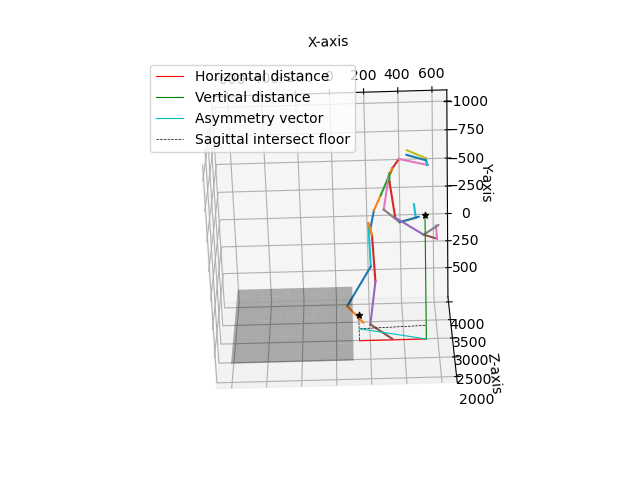 X-axis
0 200 400 600
Horizontal distance
Vertical distance
Asymmetry vector
Sagittal intersect floor
−1000
−750
−500
−250
0
250
500
Y-axis
4000
3500
3000
2500
2000
Z-axis